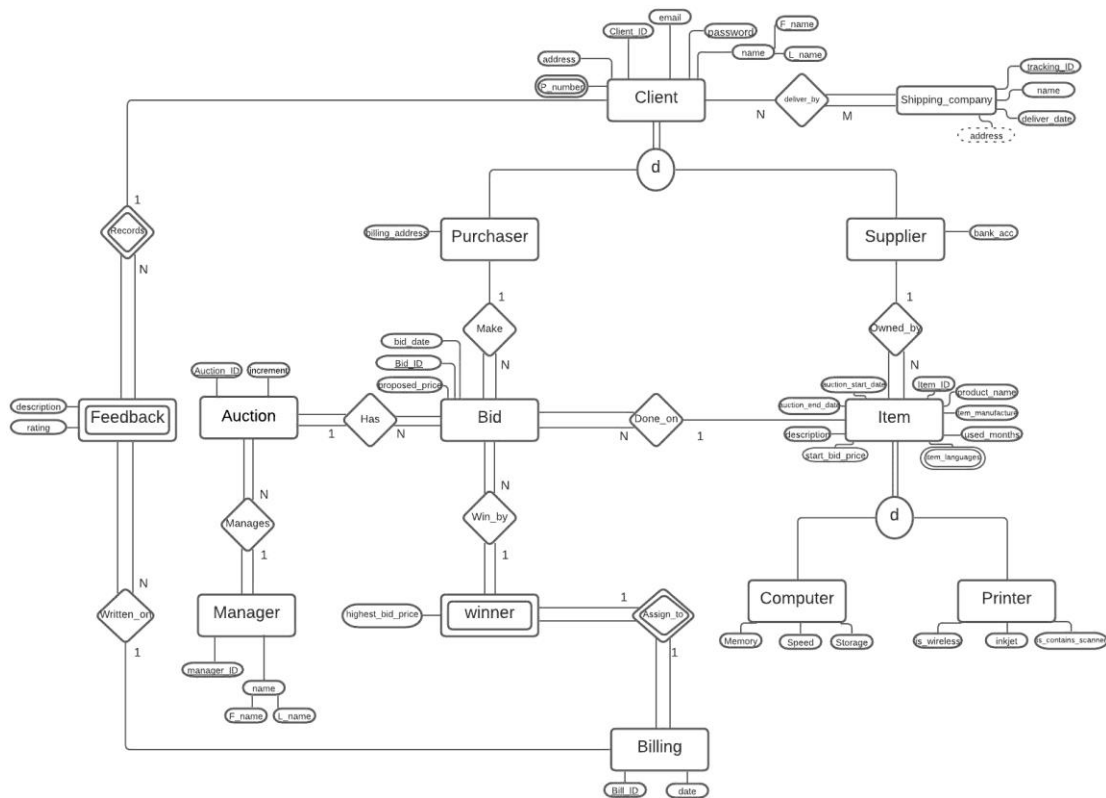 F_name
email
Client_ID
password
name
L_name
address
P_number
Client
deliver_by
N
M
Shipping_company
tracking_ID
name
deliver_date
address
d
1
Records
N
billing_address
Purchaser
Supplier
bank_acc
1
Make
N
1
Owned_by
N
bid_date
Bid_ID
proposed_price
Auction_ID
increment
auction_start_date
Item_ID
product_name
auction_end_date
item_manufacture
description
used_months
start_bid_price
item_languages
description
rating
Feedback
Auction
1
Has
N
Bid
N
Done_on
1
Item
N
Manages
1
N
Win_by
1
d
N
Written_on
1
Manager
manager_ID
name
F_name
L_name
highest_bid_price
winner
1
Assign_to
1
Computer
Memory
Speed
Storage
Printer
is_wireless
inkjet
is_contains_scanner
Billing
Bill_ID
date